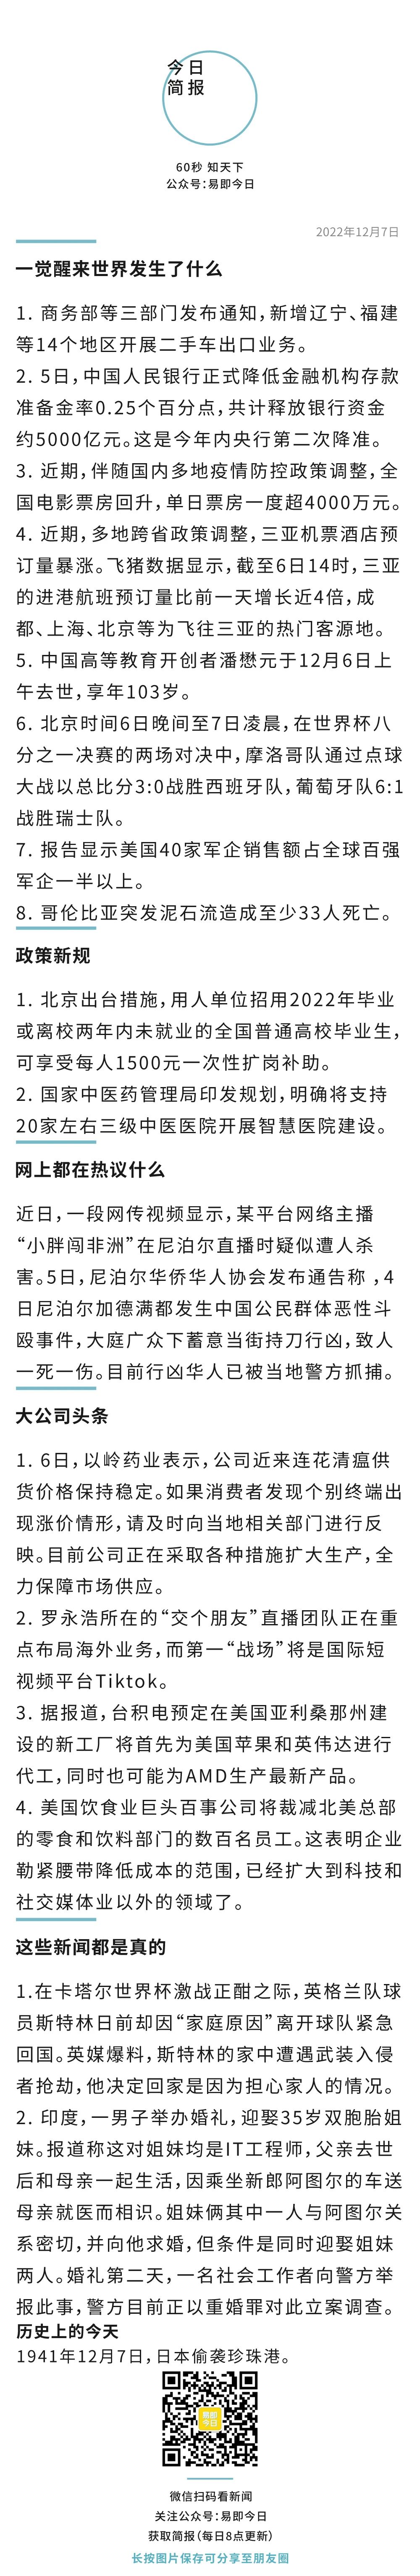 今日
简报
60秒 知天下
公众号：易即今日
2022年12月7日
一觉醒来世界发生了什么
1. 商务部等三部门发布通知，新增辽宁、福建
等14个地区开展二手车出口业务。
2. 5日，中国人民银行正式降低金融机构存款
准备金率0.25个百分点，共计释放银行资金
约5000亿元。这是今年内央行第二次降准。
3. 近期，伴随国内多地疫情防控政策调整，全
国电影票房回升，单日票房一度超4000万元。
4. 近期，多地跨省政策调整，三亚机票酒店预
订量暴涨。飞猪数据显示，截至6日14时，三亚
的进港航班预订量比前一天增长近4倍，成
都、上海、北京等为飞往三亚的热门客源地。
5. 中国高等教育开创者潘懋元于12月6日上
午去世，享年103岁。
6. 北京时间6日晚间至7日凌晨，在世界杯八
分之一决赛的两场对决中，摩洛哥队通过点球
大战以总比分3:0战胜西班牙队，葡萄牙队6:1
战胜瑞士队。
7. 报告显示美国40家军企销售额占全球百强
军企一半以上。
8. 哥伦比亚突发泥石流造成至少33人死亡。
政策新规
1. 北京出台措施，用人单位招用2022年毕业
或离校两年内未就业的全国普通高校毕业生，
可享受每人1500元一次性扩岗补助。
2. 国家中医药管理局印发规划，明确将支持
20家左右三级中医医院开展智慧医院建设。
网上都在热议什么
近日，一段网传视频显示，某平台网络主播
“小胖闯非洲”在尼泊尔直播时疑似遭人杀
害。5日，尼泊尔华侨华人协会发布通告称 ，4
日尼泊尔加德满都发生中国公民群体恶性斗
殴事件，大庭广众下蓄意当街持刀行凶，致人
一死一伤。目前行凶华人已被当地警方抓捕。
大公司头条
1. 6日，以岭药业表示，公司近来连花清瘟供
货价格保持稳定。如果消费者发现个别终端出
现涨价情形，请及时向当地相关部门进行反
映。目前公司正在采取各种措施扩大生产，全
力保障市场供应。
2. 罗永浩所在的“交个朋友”直播团队正在重
点布局海外业务，而第一“战场”将是国际短
视频平台Tiktok。
3. 据报道，台积电预定在美国亚利桑那州建
设的新工厂将首先为美国苹果和英伟达进行
代工，同时也可能为AMD生产最新产品。
4. 美国饮食业巨头百事公司将裁减北美总部
的零食和饮料部门的数百名员工。这表明企业
勒紧腰带降低成本的范围，已经扩大到科技和
社交媒体业以外的领域了。
这些新闻都是真的
1.在卡塔尔世界杯激战正酣之际，英格兰队球
员斯特林日前却因“家庭原因”离开球队紧急
回国。英媒爆料，斯特林的家中遭遇武装入侵
者抢劫，他决定回家是因为担心家人的情况。
2. 印度，一男子举办婚礼，迎娶35岁双胞胎姐
妹。报道称这对姐妹均是IT工程师，父亲去世
后和母亲一起生活，因乘坐新郎阿图尔的车送
母亲就医而相识。姐妹俩其中一人与阿图尔关
系密切，并向他求婚，但条件是同时迎娶姐妹
两人。婚礼第二天，一名社会工作者向警方举
报此事，警方目前正以重婚罪对此立案调查。
历史上的今天
1941年12月7日，日本偷袭珍珠港。
易即
今日
微信扫码看新闻
关注公众号：易即今日
获取简报（每日8点更新）
长按图片保存可分享至朋友圈